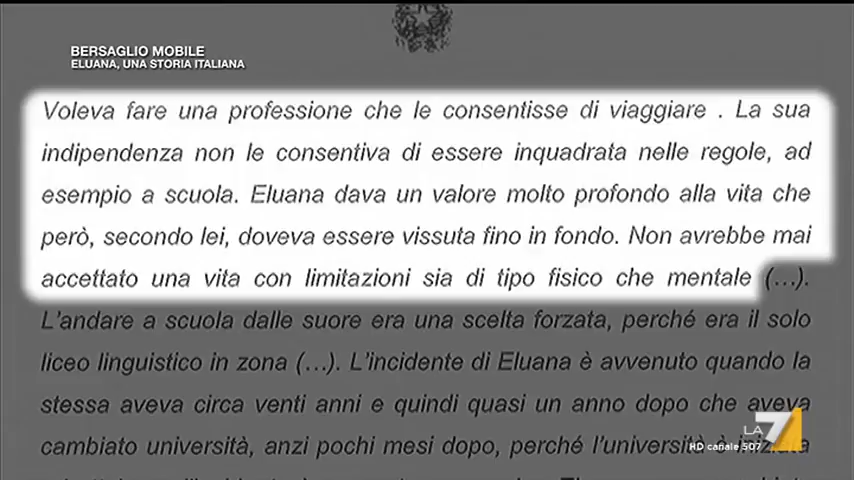 BERSAGLIO MOBILE
ELUANA, UNA STORIA ITALIANA
Voleva fare una professione che le consentisse di viaggiare . La sua
indipendenza non le consentiva di essere inquadrata nelle regole, ad
esempio a scuola. Eluana dava un valore molto profondo alla vita che
però, secondo lei, doveva essere vissuta fino in fondo. Non avrebbe mai
accettato una vita con limitazioni sia di tipo fisico che mentale (...).
L'andare a scuola dalle suore era una scelta forzata, perché era il solo
liceo linguistico in zona (...). L'incidente di Eluana è avvenuto quando la
stessa aveva circa venti anni e quindi quasi un anno dopo che aveva
cambiato università, anzi pochi mesi dopo, perché l'università è iniziata
LA7
HD canale 507